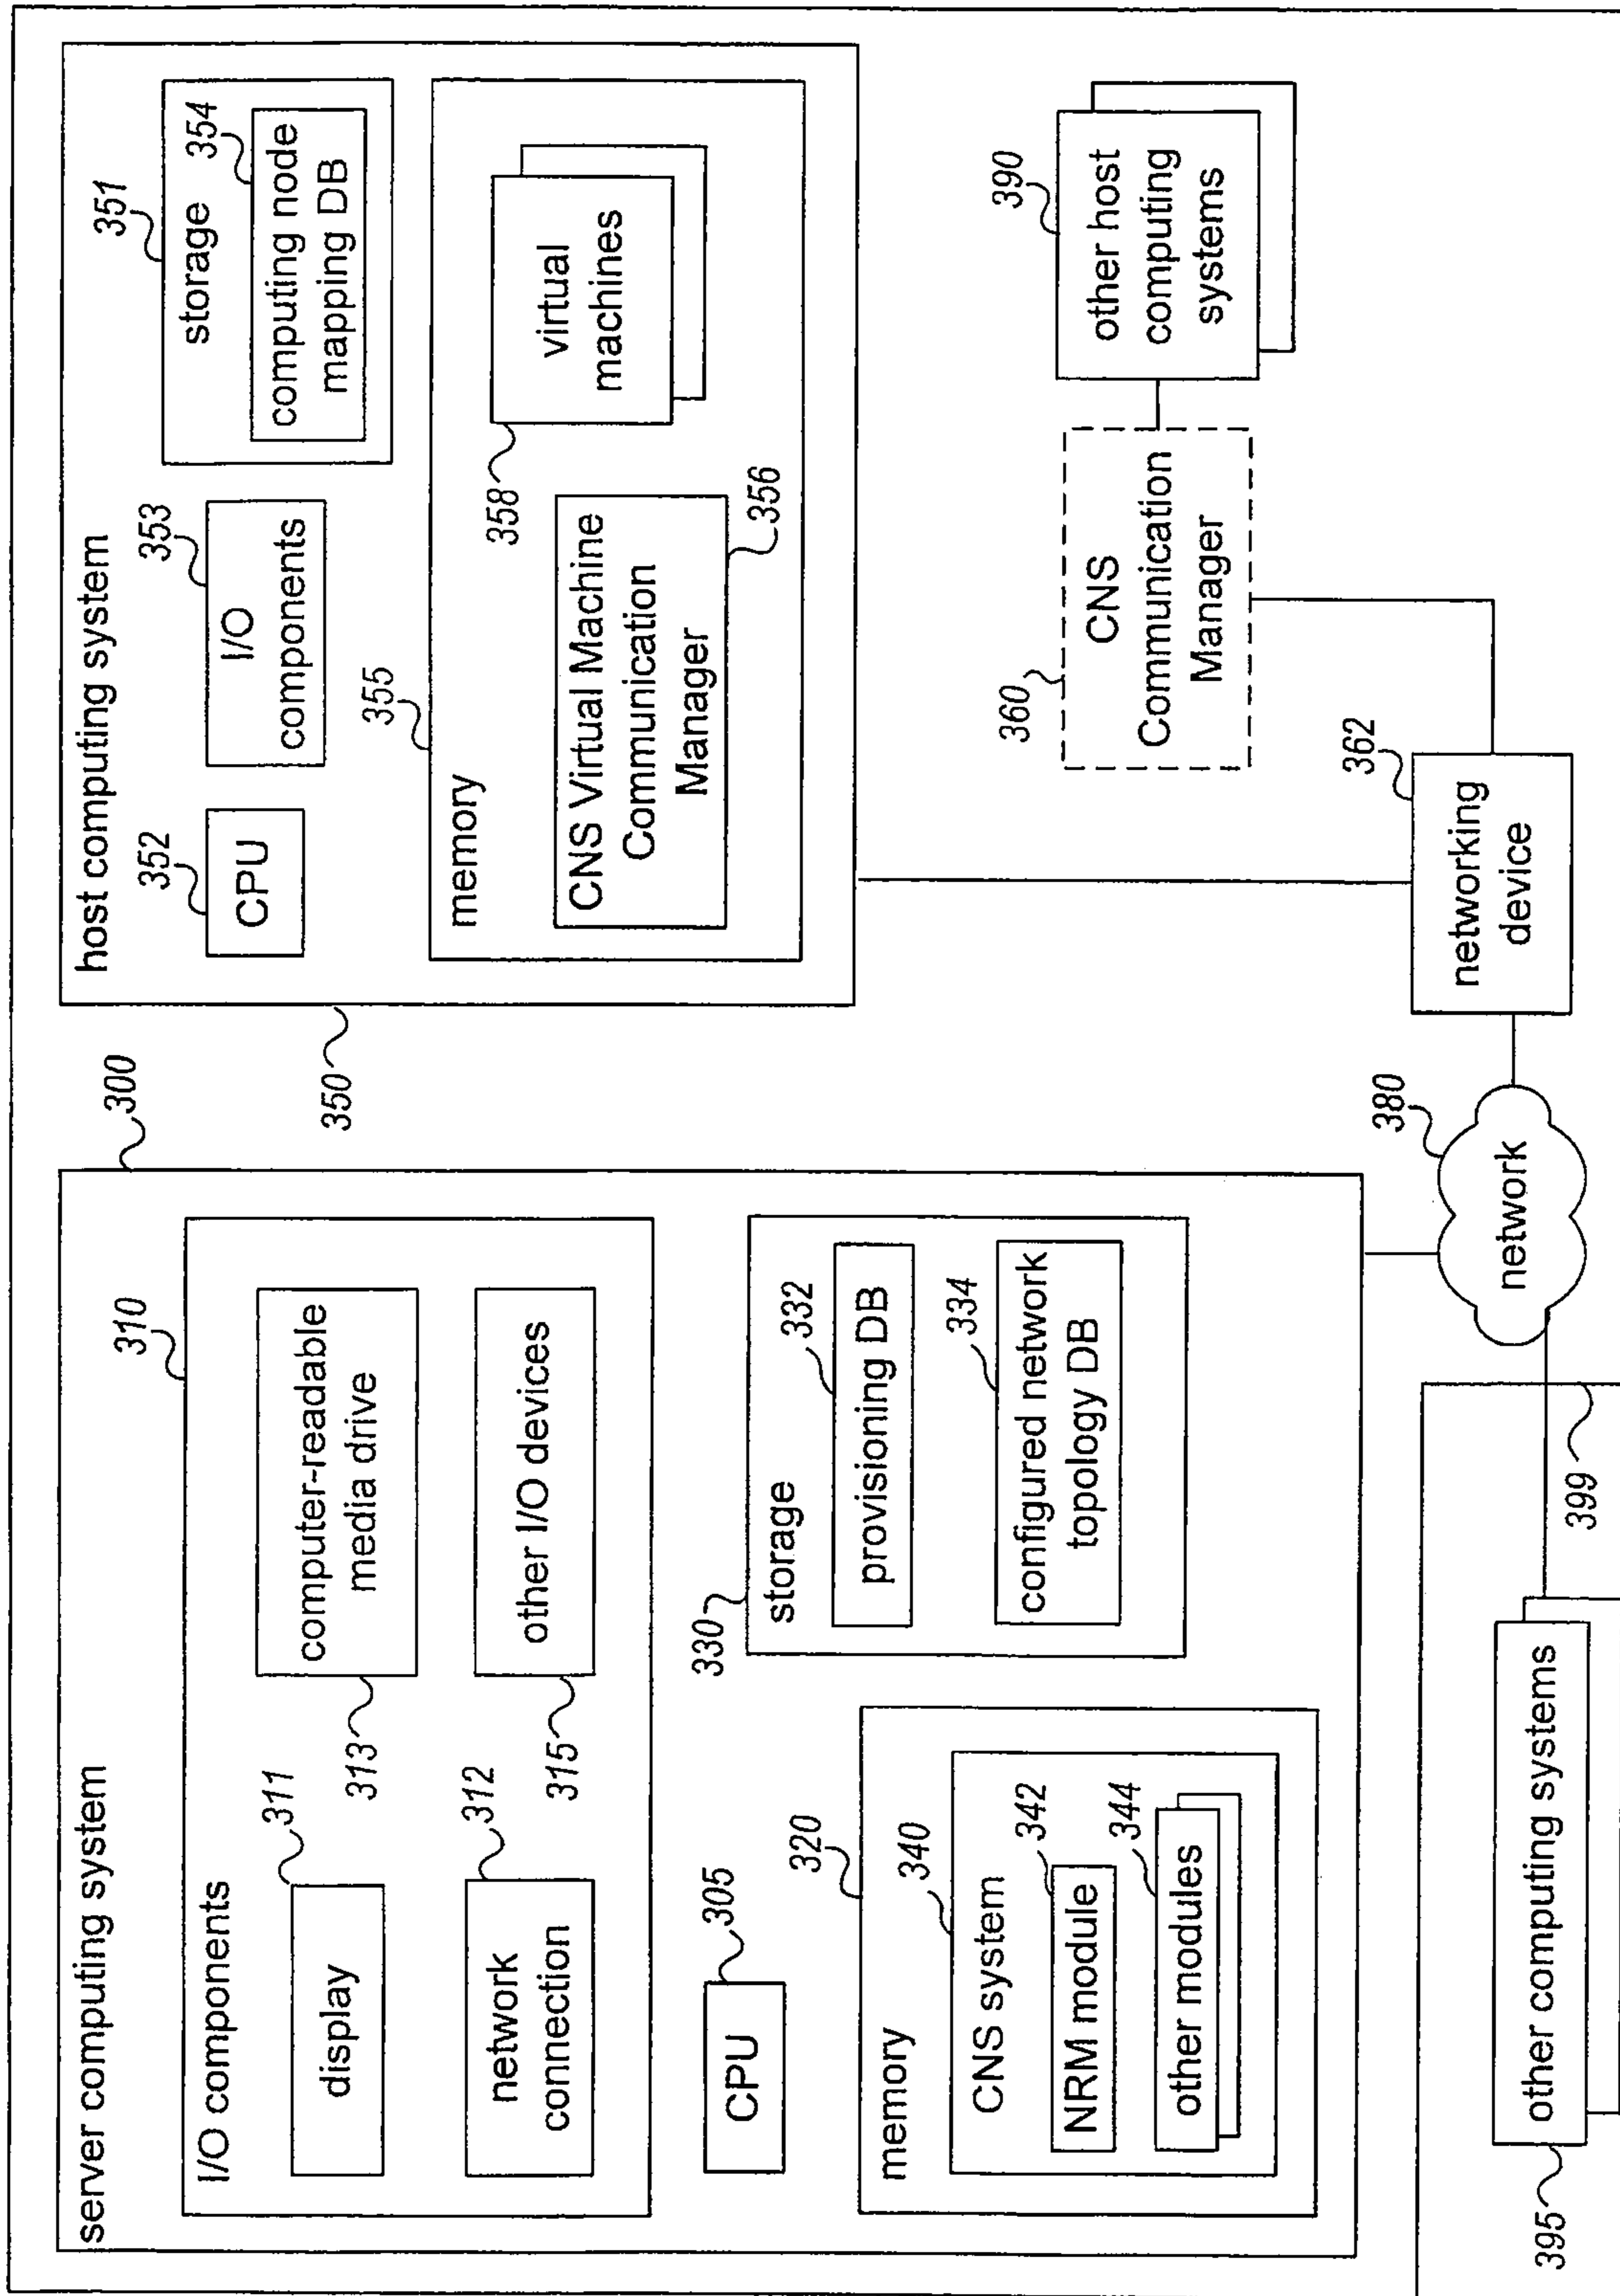 server computing system
300
I/O components
310
display
311
computer-readable
media drive
313
network
connection
312
other I/O devices
315
CPU
305
memory
320
CNS system
340
NRM module
342
other modules
344
storage
330
provisioning DB
332
configured network
topology DB
334
host computing system
350
CPU
352
I/O
components
353
storage
351
computing node
mapping DB
354
memory
355
CNS Virtual Machine
Communication
Manager
356
virtual
machines
358
CNS
Communication
Manager
360
other host
computing
systems
390
networking
device
362
network
380
other computing systems
395
399